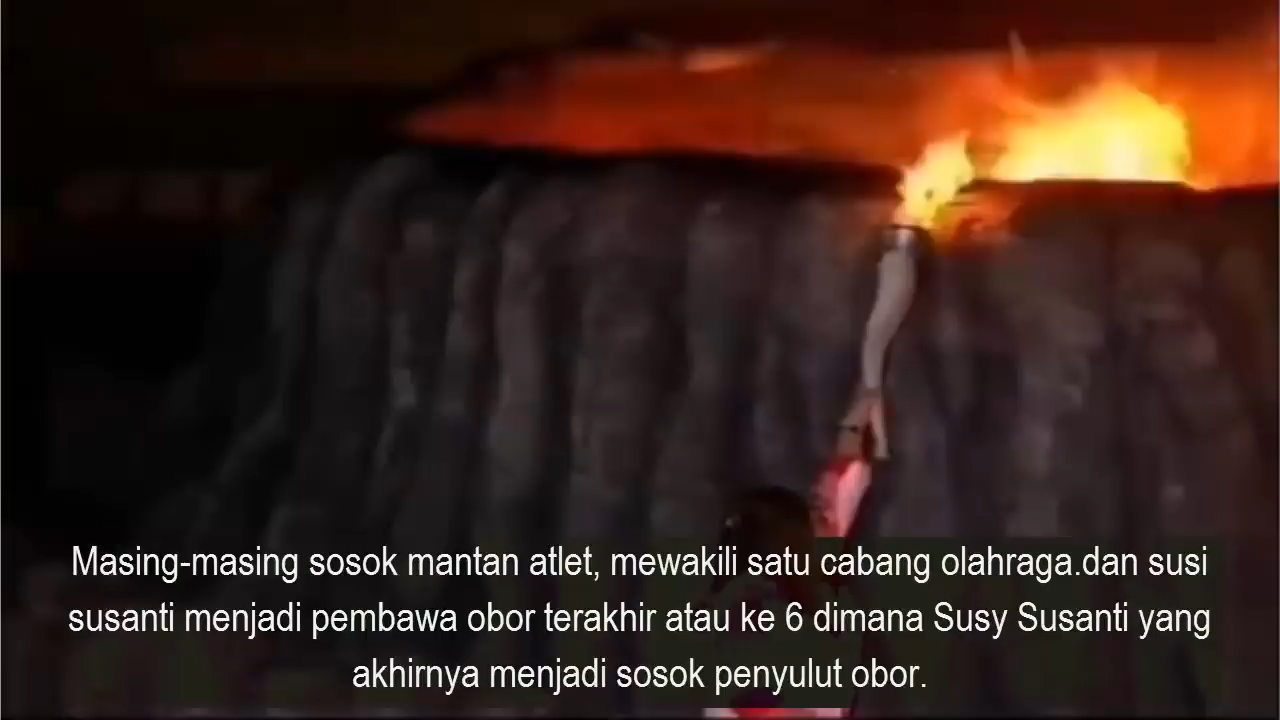 Masing-masing sosok mantan atlet, mewakili satu cabang olahraga.dan susi
susanti menjadi pembawa obor terakhir atau ke 6 dimana Susy Susanti yang
akhirnya menjadi sosok penyulut obor.